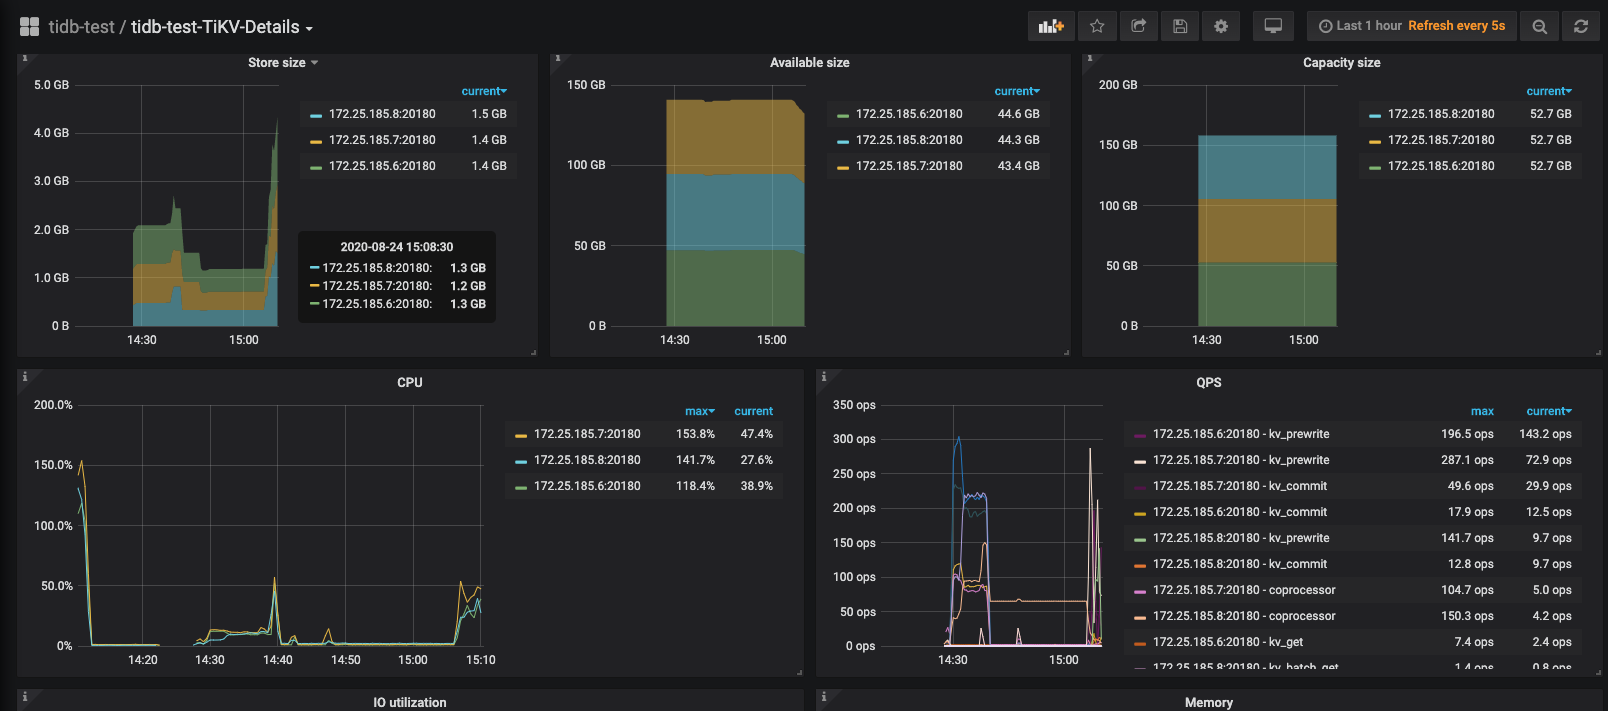 tidb-test / tidb-test-TiKV-Details
Last 1 hour Refresh every 5s
Store size
5.0 GB
4.0 GB
3.0 GB
2.0 GB
1.0 GB
0 B
14:30 15:00
current
172.25.185.8:20180 1.5 GB
172.25.185.7:20180 1.4 GB
172.25.185.6:20180 1.4 GB
2020-08-24 15:08:30
172.25.185.8:20180: 1.3 GB
172.25.185.7:20180: 1.2 GB
172.25.185.6:20180: 1.3 GB
Available size
150 GB
100 GB
50 GB
0 B
14:30 15:00
current
172.25.185.6:20180 44.6 GB
172.25.185.8:20180 44.3 GB
172.25.185.7:20180 43.4 GB
Capacity size
200 GB
150 GB
100 GB
50 GB
0 B
14:30 15:00
current
172.25.185.8:20180 52.7 GB
172.25.185.7:20180 52.7 GB
172.25.185.6:20180 52.7 GB
CPU
200.0%
150.0%
100.0%
50.0%
0%
14:20 14:30 14:40 14:50 15:00 15:10
max current
172.25.185.7:20180 153.8% 47.4%
172.25.185.8:20180 141.7% 27.6%
172.25.185.6:20180 118.4% 38.9%
QPS
350 ops
300 ops
250 ops
200 ops
150 ops
100 ops
50 ops
0 ops
14:30 15:00
max current
172.25.185.6:20180 - kv_prewrite 196.5 ops 143.2 ops
172.25.185.7:20180 - kv_prewrite 287.1 ops 72.9 ops
172.25.185.7:20180 - kv_commit 49.6 ops 29.9 ops
172.25.185.6:20180 - kv_commit 17.9 ops 12.5 ops
172.25.185.8:20180 - kv_prewrite 141.7 ops 9.7 ops
172.25.185.8:20180 - kv_commit 12.8 ops 9.7 ops
172.25.185.7:20180 - coprocessor 104.7 ops 5.0 ops
172.25.185.8:20180 - coprocessor 150.3 ops 4.2 ops
172.25.185.6:20180 - kv_get 7.4 ops 2.4 ops
172.25.185.8:20180 - kv_batch_get 1.4 ops 0.8 ops
IO utilization
Memory